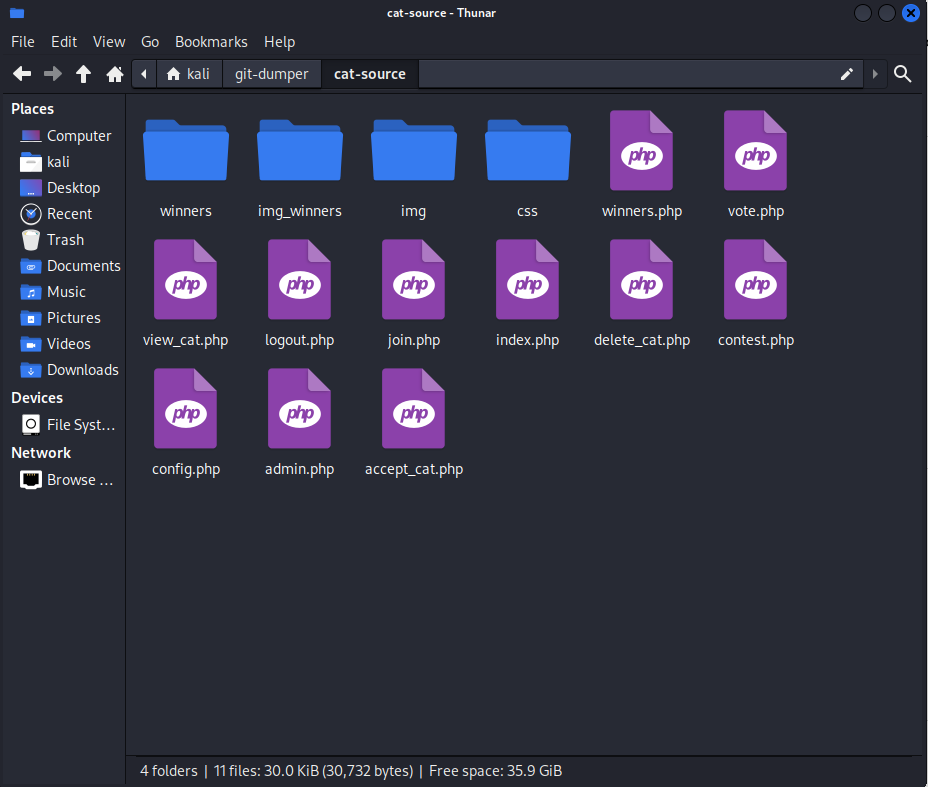 cat-source - Thunar
File Edit View Go Bookmarks Help
kali git-dumper cat-source
Places
Computer
kali
Desktop
Recent
Trash
Documents
Music
Pictures
Videos
Downloads
Devices
File Syst...
Network
Browse ...
winners img_winners img css php winners.php php vote.php
php view_cat.php php logout.php php join.php php index.php php delete_cat.php php contest.php
php config.php php admin.php php accept_cat.php
4 folders | 11 files: 30.0 KiB (30,732 bytes) | Free space: 35.9 GiB